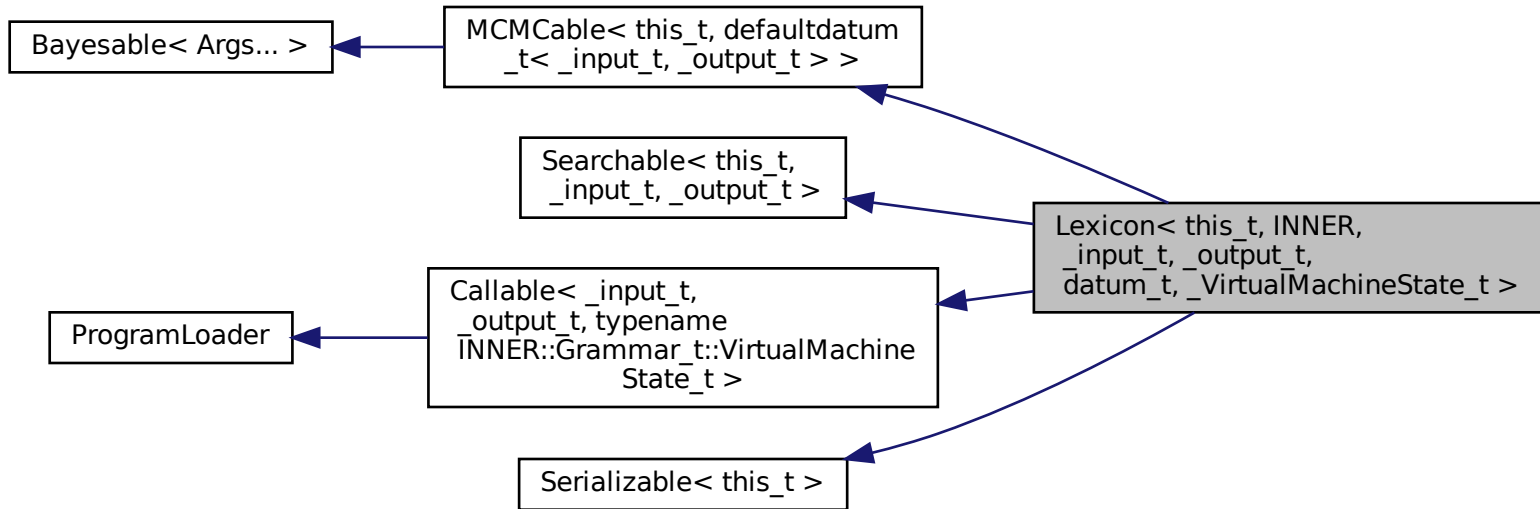 Bayesable< Args... >
MCMCable< this_t, defaultdatum
_t< _input_t, _output_t > >
Searchable< this_t,
_input_t, _output_t >
Lexicon< this_t, INNER,
_input_t, _output_t,
datum_t, _VirtualMachineState_t >
ProgramLoader
Callable< _input_t,
_output_t, typename
INNER::Grammar_t::VirtualMachine
State_t >
Serializable< this_t >